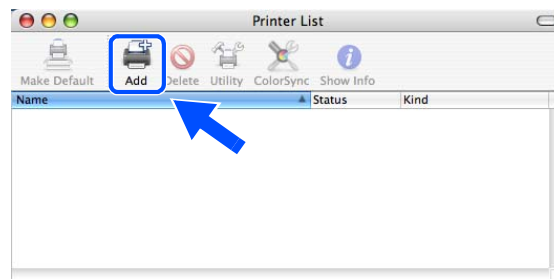 Printer List
Make Default Add Delete Utility ColorSync Show Info
Name Status Kind